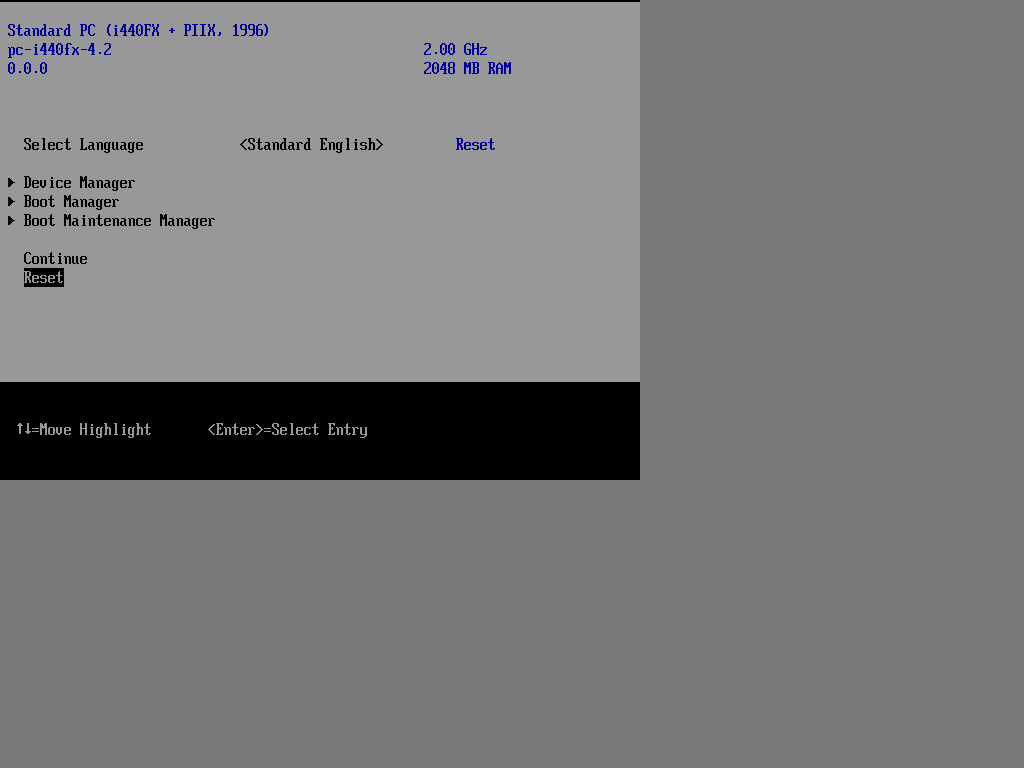 Standard PC (i440FX + PIIX, 1996)
pc-i440fx-4.2 2.00 GHz
0.0.0 2048 MB RAM
Select Language <Standard English> Reset
▶ Device Manager
▶ Boot Manager
▶ Boot Maintenance Manager
Continue
Reset
↑↓=Move Highlight <Enter>=Select Entry